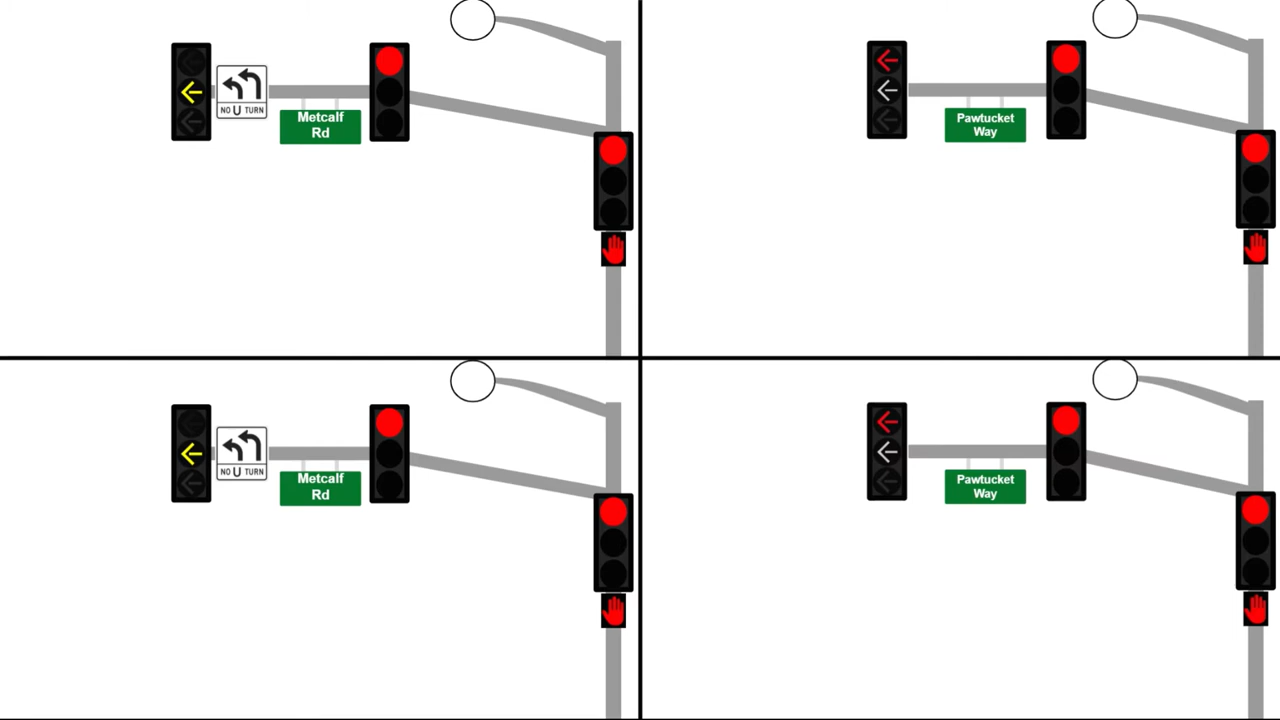 NO U TURN
Metcalf
Rd
Pawtucket
Way
NO U TURN
Metcalf
Rd
Pawtucket
Way